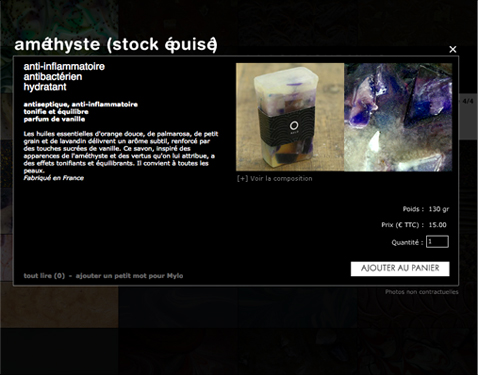 améthyste (stock épuisé)
×
anti-inflammatoire
antibactérien
hydratant
antiseptique, anti-inflammatoire
tonifie et équilibre
parfum de vanille
Les huiles essentielles d'orange douce, de palmarosa, de petit
grain et de lavandin délivrent un arôme subtil, renforcé par
des touches sucrées de vanille. Ce savon, inspiré des
apparences de l'améthyste et des vertus qu'on lui attribue, a
des effets tonifiants et équilibrants. Il convient à toutes les
peaux.
Fabriqué en France
4/4
[+] Voir la composition
Poids : 130 gr
Prix (€ TTC) : 15.00
Quantité : 1
AJOUTER AU PANIER
tout lire (0) - ajouter un petit mot pour Mylo
Photos non contractuelles